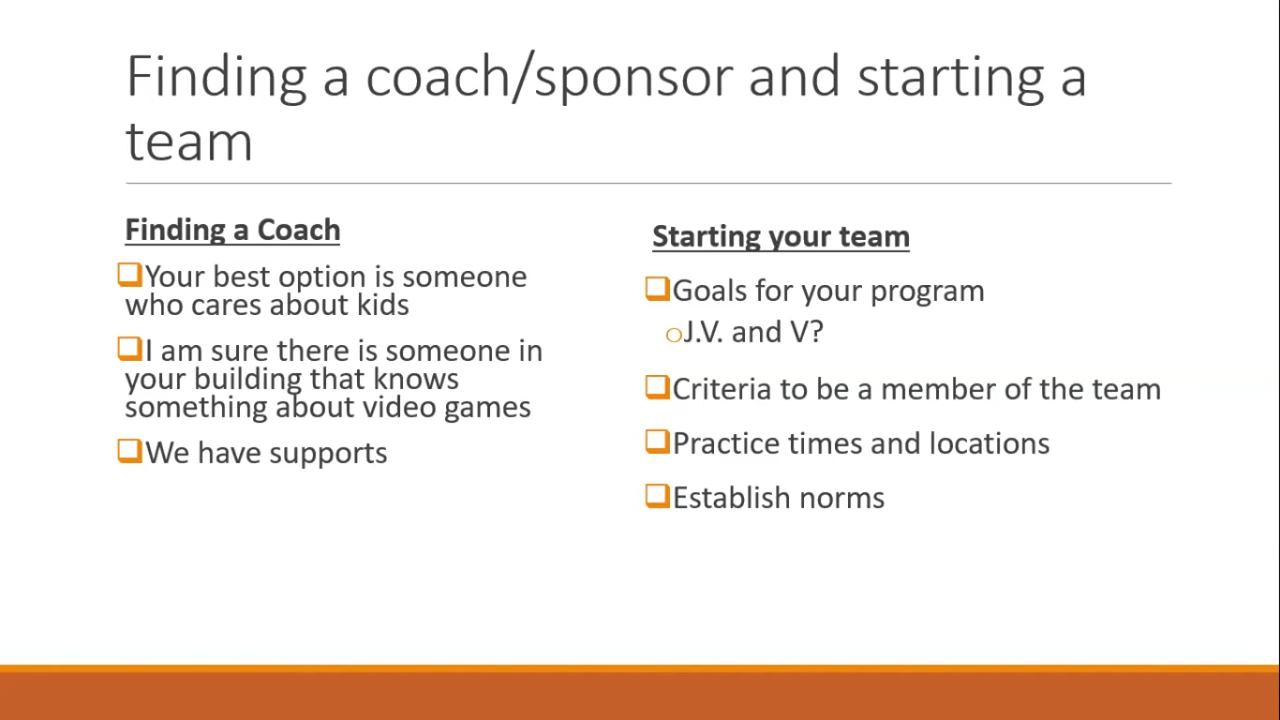 Finding a coach/sponsor and starting a
team
Finding a Coach
Your best option is someone
who cares about kids
I am sure there is someone in
your building that knows
something about video games
We have supports
Starting your team
Goals for your program
J.V. and V?
Criteria to be a member of the team
Practice times and locations
Establish norms